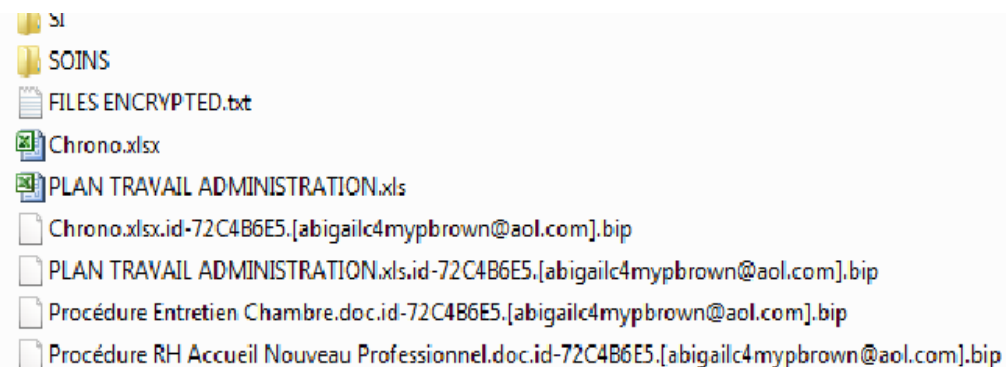 SI
SOINS
FILES ENCRYPTED.txt
Chrono.xlsx
PLAN TRAVAIL ADMINISTRATION.xls
Chrono.xlsx.id-72C4B6E5.[abigailc4mypbrown@aol.com].bip
PLAN TRAVAIL ADMINISTRATION.xls.id-72C4B6E5.[abigailc4mypbrown@aol.com].bip
Procédure Entretien Chambre.doc.id-72C4B6E5.[abigailc4mypbrown@aol.com].bip
Procédure RH Accueil Nouveau Professionnel.doc.id-72C4B6E5.[abigailc4mypbrown@aol.com].bip